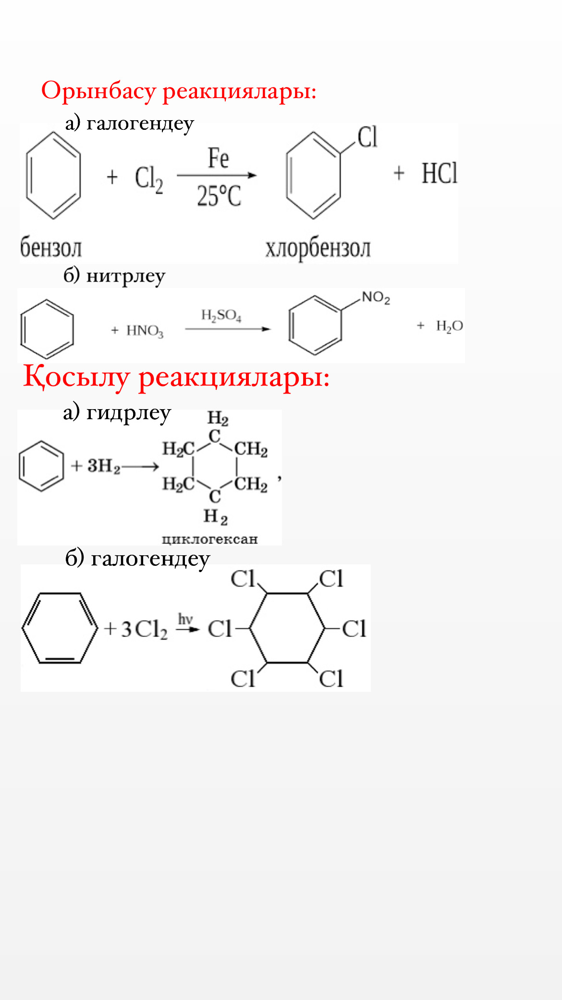 Орынбасу реакциялары:
а) галогендеу
+ Cl₂ Fe 25°C Cl + HCl
бензол хлорбензол
б) нитрлеу
+ HNO₃ H₂SO₄ NO₂ + H₂O
Қосылу реакциялары:
а) гидрлеу
H₂
C
H₂C CH₂
+ 3H₂
H₂C CH₂ ,
C
H₂
циклогексан
б) галогендеу
Cl Cl
+ 3Cl₂ hν Cl Cl
Cl Cl